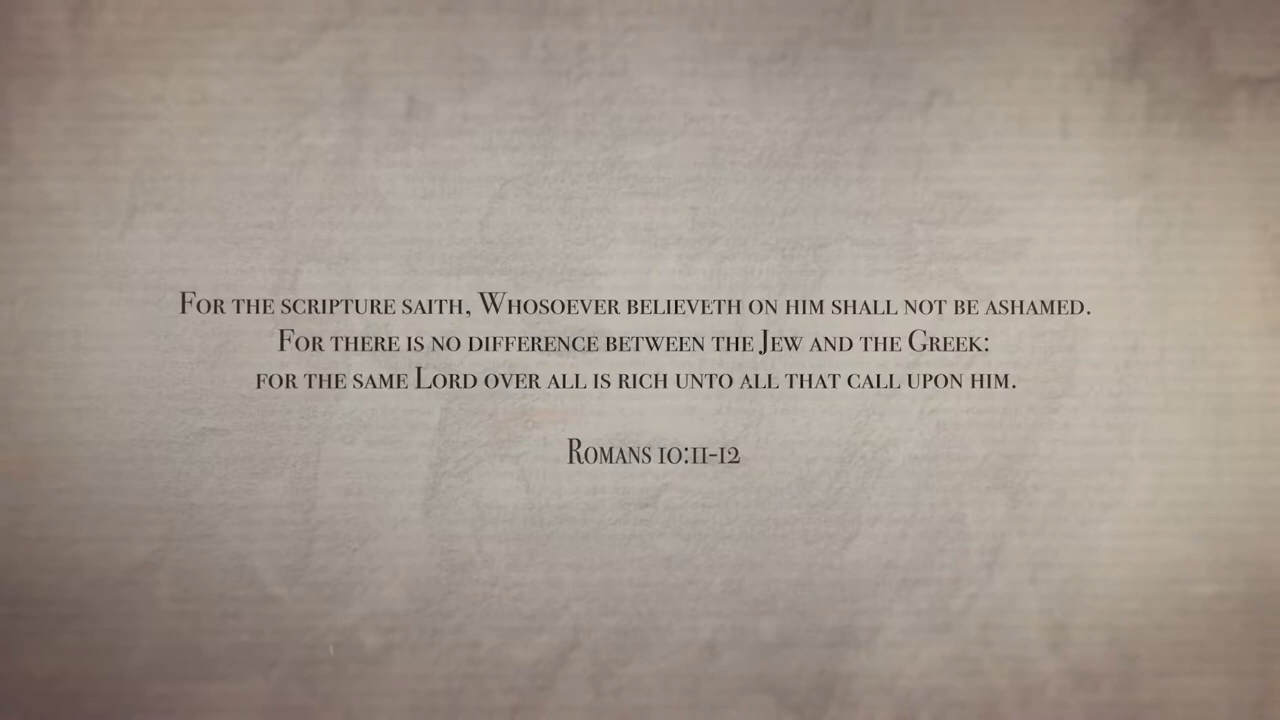 For the scripture saith, Whosoever believeth on him shall not be ashamed.
For there is no difference between the Jew and the Greek:
for the same Lord over all is rich unto all that call upon him.
Romans 10:11-12